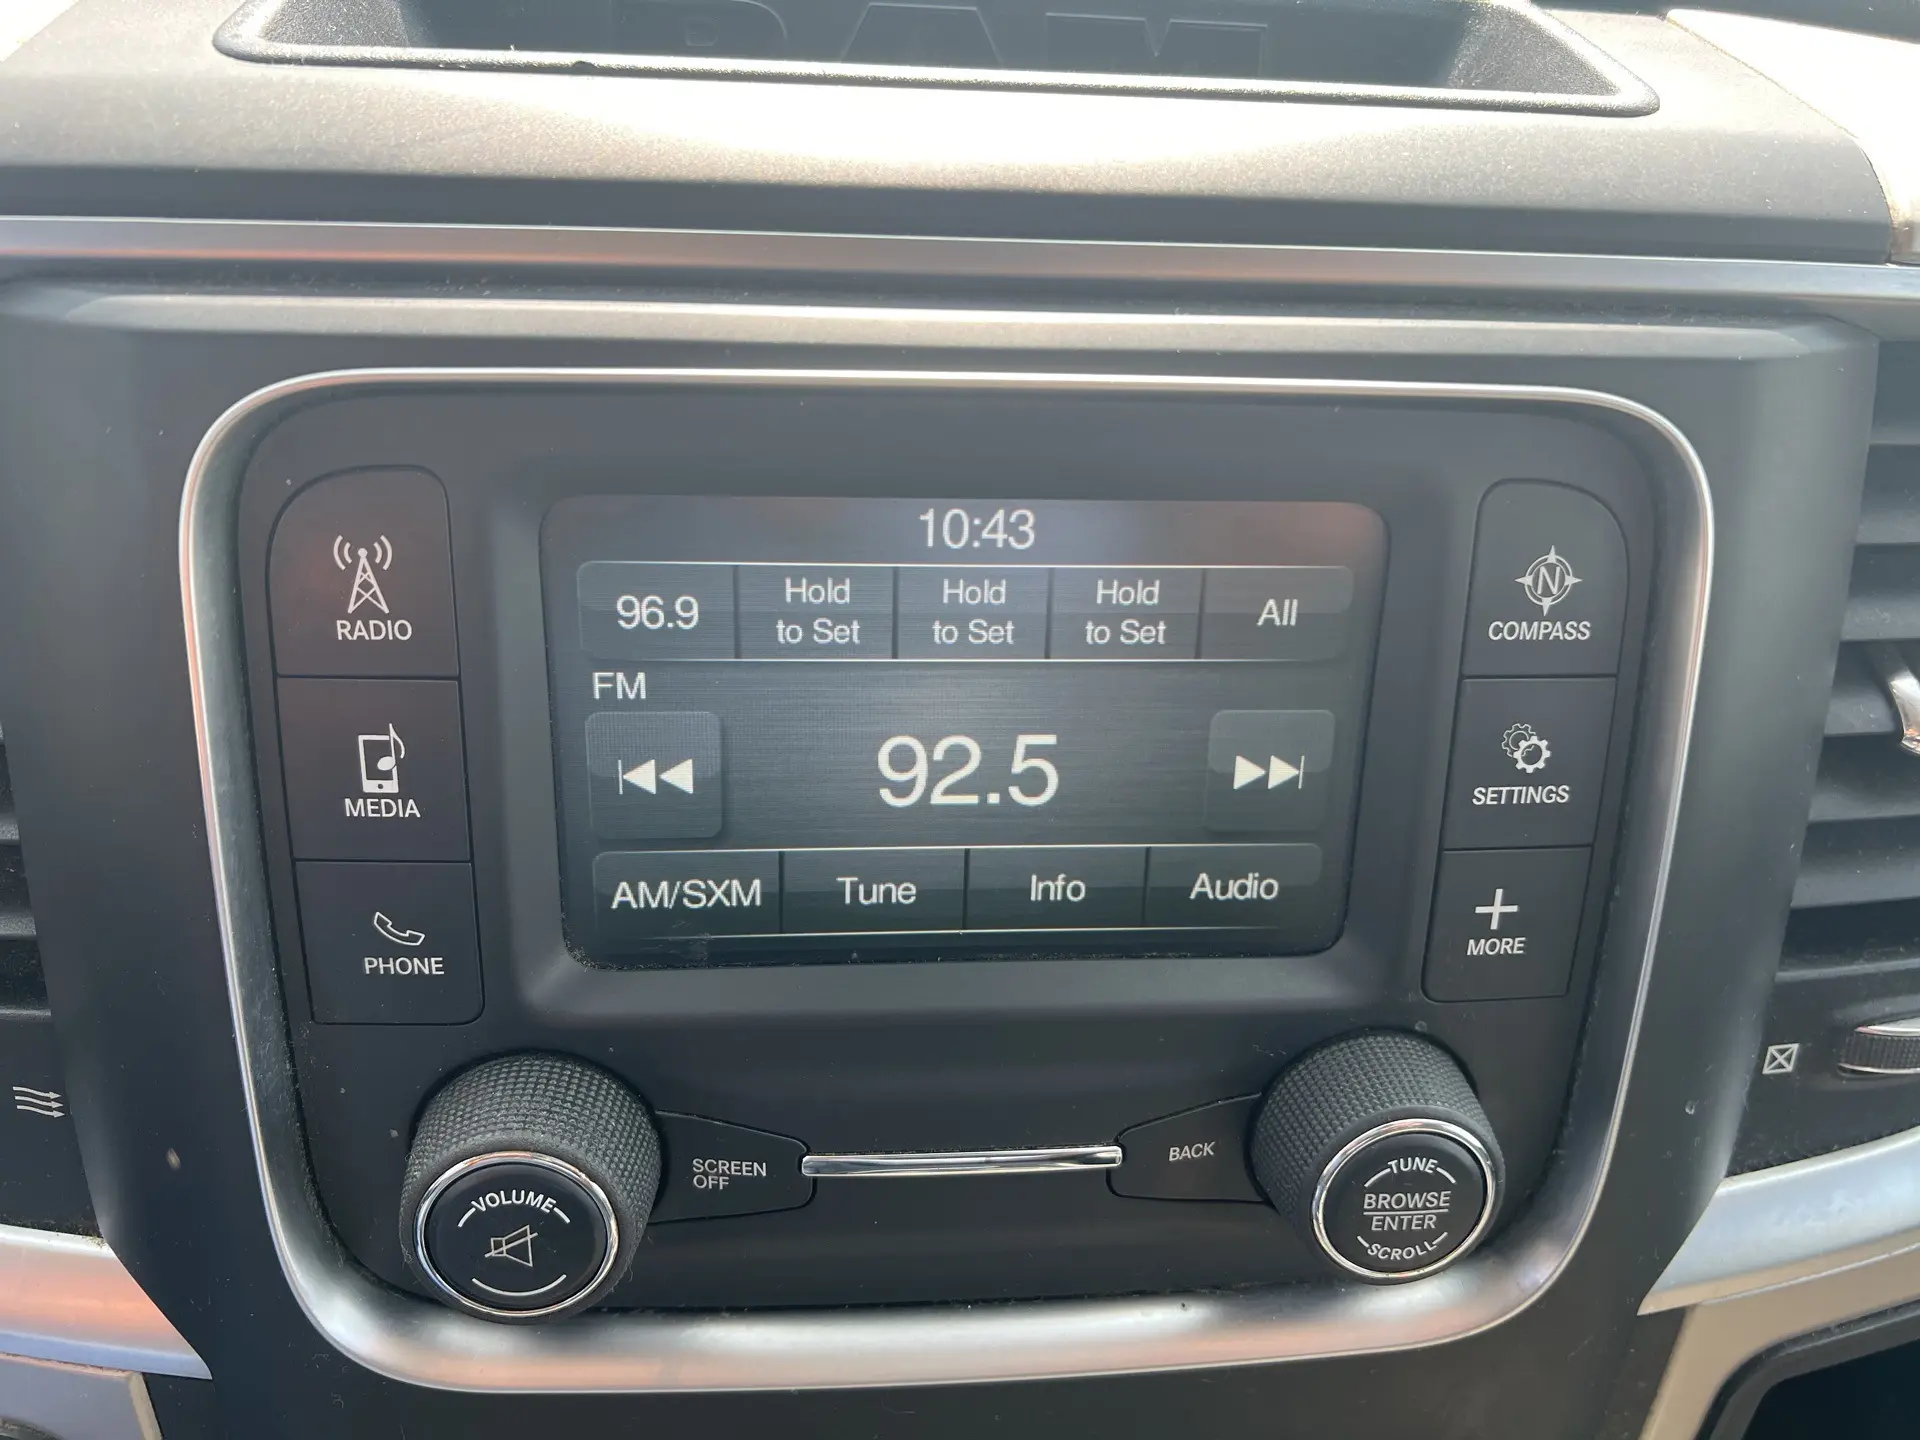 RAM
10:43
96.9
Hold
to Set
Hold
to Set
Hold
to Set
All
FM
92.5
AM/SXM
Tune
Info
Audio
RADIO
MEDIA
PHONE
N
COMPASS
SETTINGS
MORE
VOLUME
SCREEN
OFF
BACK
TUNE
BROWSE
ENTER
SCROLL